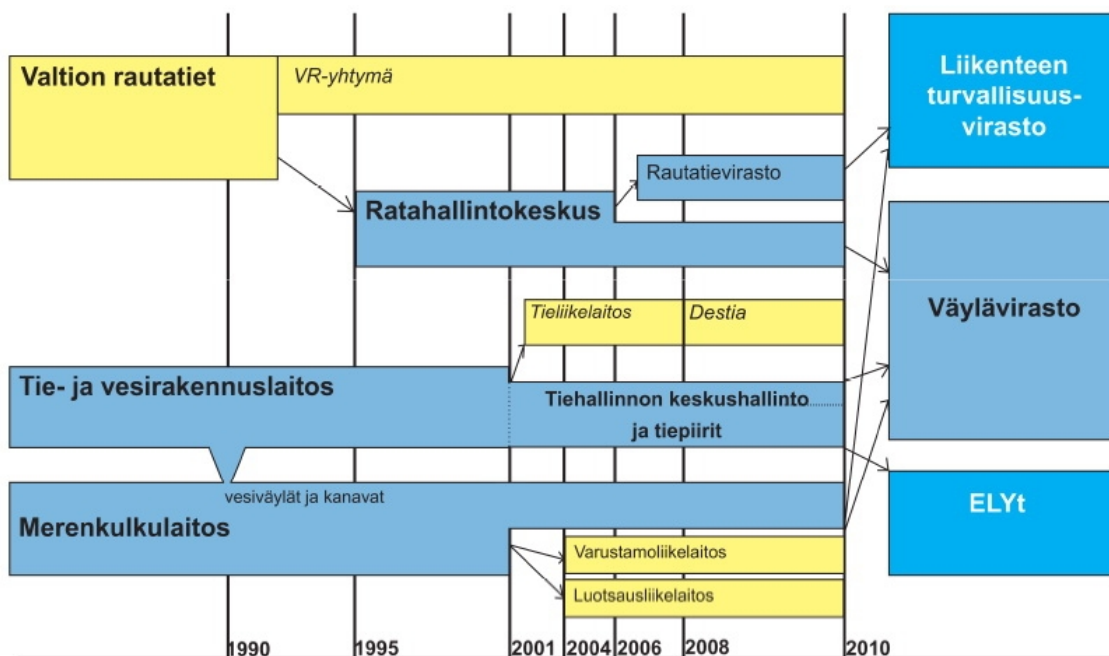 Valtion rautatiet
VR-yhtymä
Liikenteen
turvallisuus-
virasto
Rautatievirasto
Ratahallintokeskus
Väylävirasto
Tieliikelaitos
Destia
Tie- ja vesirakennuslaitos
Tiehallinnon keskushallinto
ja tiepiirit
vesiväylät ja kanavat
Merenkulkulaitos
ELYt
Varustamoliikelaitos
Luotsausliikelaitos
1990
1995
2001
2004
2006
2008
2010